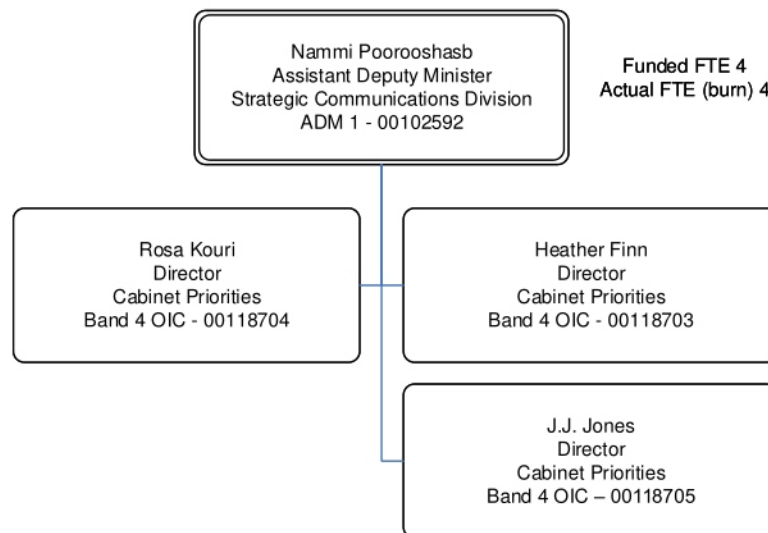 Nammi Poorooshasb
Assistant Deputy Minister
Strategic Communications Division
ADM 1 - 00102592
Funded FTE 4
Actual FTE (burn) 4
Rosa Kouri
Director
Cabinet Priorities
Band 4 OIC - 00118704
Heather Finn
Director
Cabinet Priorities
Band 4 OIC - 00118703
J.J. Jones
Director
Cabinet Priorities
Band 4 OIC – 00118705